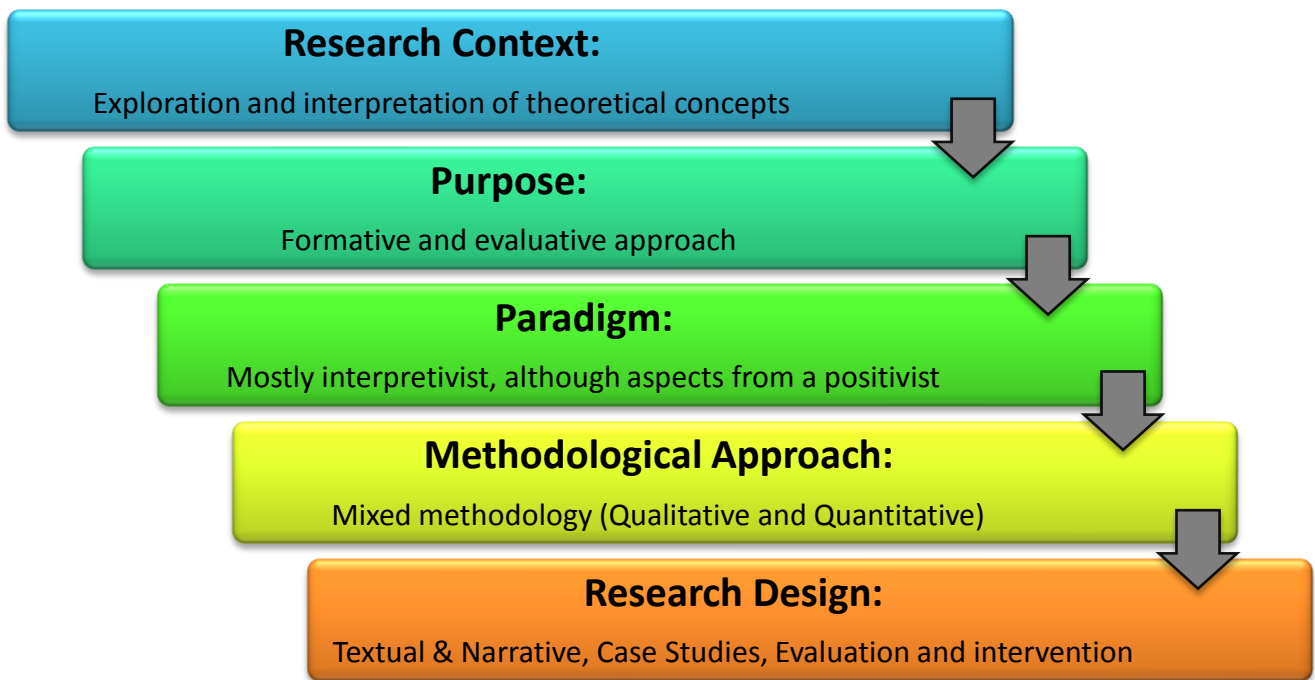 Research Context:
Exploration and interpretation of theoretical concepts
Purpose:
Formative and evaluative approach
Paradigm:
Mostly interpretivist, although aspects from a positivist
Methodological Approach:
Mixed methodology (Qualitative and Quantitative)
Research Design:
Textual & Narrative, Case Studies, Evaluation and intervention